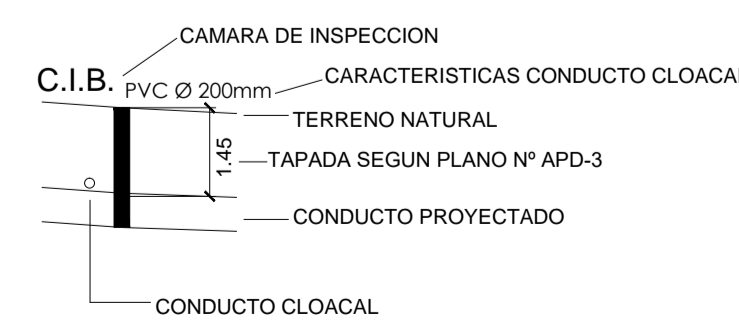 CAMARA DE INSPECCION
C.I.B.
PVC Ø 200mm
CARACTERISTICAS CONDUCTO CLOACAL
TERRENO NATURAL
1.45
TAPADA SEGUN PLANO Nº APD-3
CONDUCTO PROYECTADO
CONDUCTO CLOACAL